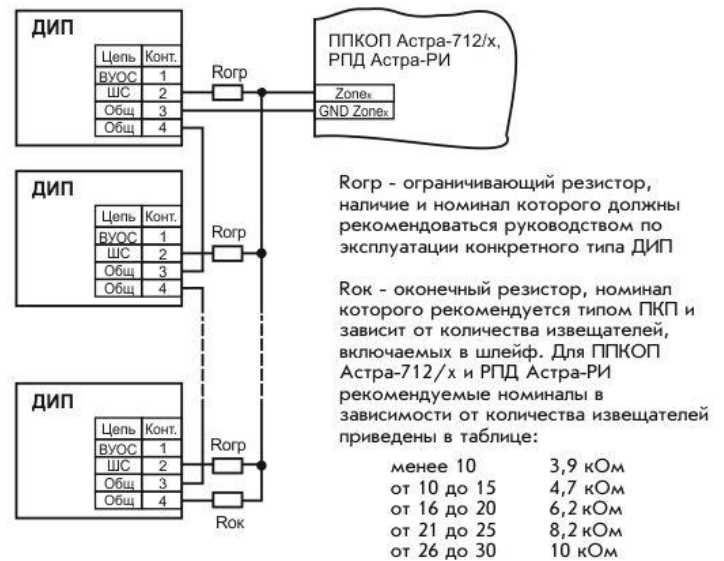 ДИП
Цепь Конт.
ВУОС 1
ШС 2
Общ 3
Общ 4
Rогр
ППКОП Астра-712/х,
РПД Астра-РИ
Zonex
GND Zonex
ДИП
Цепь Конт.
ВУОС 1
ШС 2
Общ 3
Общ 4
Rогр
Rогр - ограничивающий резистор,
наличие и номинал которого должны
рекомендоваться руководством по
эксплуатации конкретного типа ДИП
Rок - оконечный резистор, номинал
которого рекомендуется типом ПКП и
зависит от количества извещателей,
включаемых в шлейф. Для ППКОП
Астра-712/х и РПД Астра-РИ
рекомендуемые номиналы в
зависимости от количества извещателей
приведены в таблице:
менее 10 3,9 кОм
от 10 до 15 4,7 кОм
от 16 до 20 6,2 кОм
от 21 до 25 8,2 кОм
от 26 до 30 10 кОм
ДИП
Цепь Конт.
ВУОС 1
ШС 2
Общ 3
Общ 4
Rогр
Rок